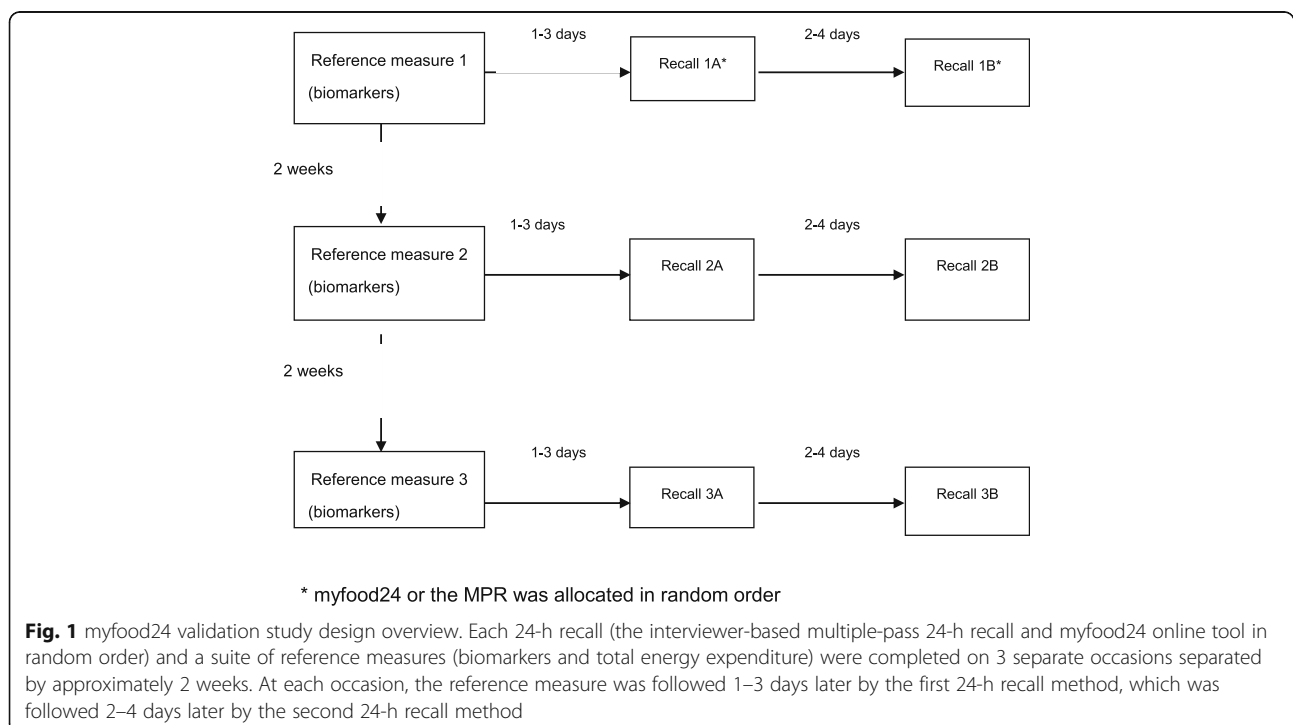 1-3 days
2-4 days
Reference measure 1
(biomarkers)
Recall 1A*
Recall 1B*
2 weeks
1-3 days
2-4 days
Reference measure 2
(biomarkers)
Recall 2A
Recall 2B
2 weeks
1-3 days
2-4 days
Reference measure 3
(biomarkers)
Recall 3A
Recall 3B
* myfood24 or the MPR was allocated in random order
Fig. 1 myfood24 validation study design overview. Each 24-h recall (the interviewer-based multiple-pass 24-h recall and myfood24 online tool in
random order) and a suite of reference measures (biomarkers and total energy expenditure) were completed on 3 separate occasions separated
by approximately 2 weeks. At each occasion, the reference measure was followed 1–3 days later by the first 24-h recall method, which was
followed 2–4 days later by the second 24-h recall method